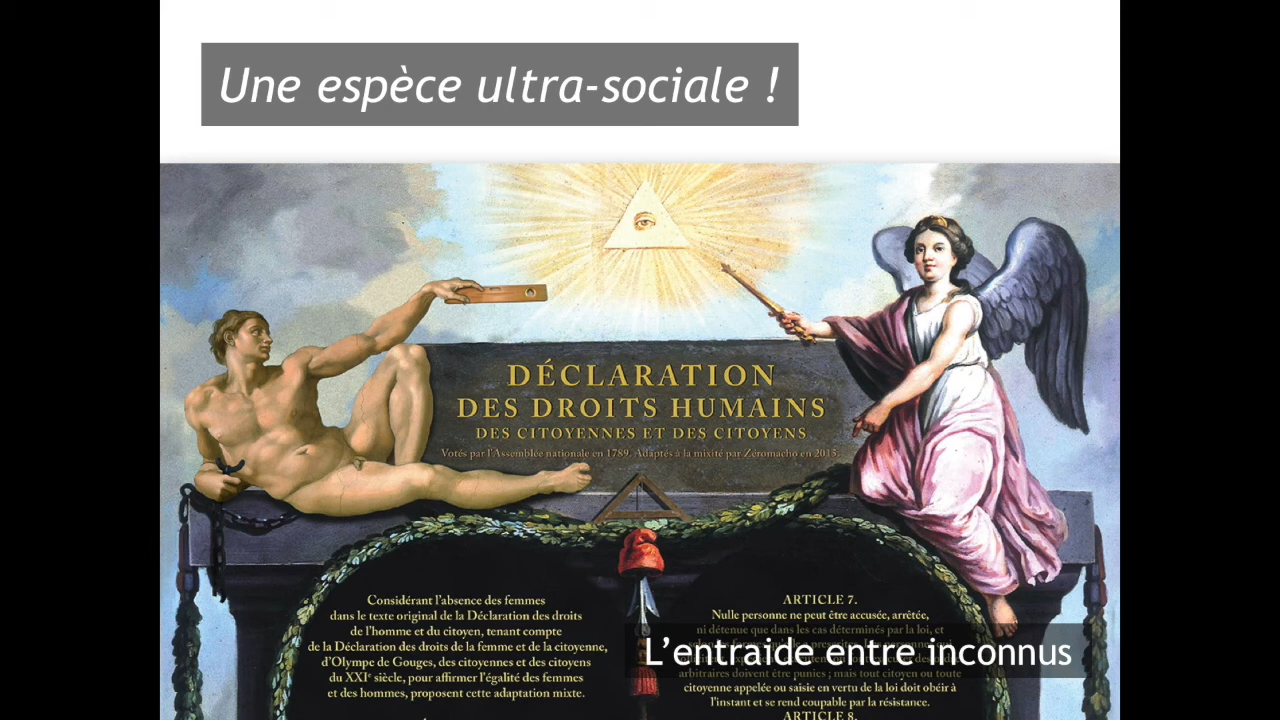 Une espèce ultra-sociale !
DÉCLARATION
DES DROITS HUMAINS
DES CITOYENNES ET DES CITOYENS
Votés par l'Assemblée nationale en 1789. Adaptés à la mixité par Zéromacho en 2015.
Considérant l'absence des femmes
dans le texte original de la Déclaration des droits
de l'homme et du citoyen, tenant compte
de la Déclaration des droits de la femme et de la citoyenne,
d'Olympe de Gouges, des citoyennes et des citoyens
du XXIe siècle, pour affirmer l'égalité des femmes
et des hommes, proposent cette adaptation mixte.
ARTICLE 7.
Nulle personne ne peut être accusée, arrêtée,
ni détenue que dans les cas déterminés par la loi, et
L'entraide entre inconnus
arbitraires doivent être punies ; mais tout citoyen ou toute
citoyenne appelée ou saisie en vertu de la loi doit obéir à
l'instant et se rend coupable par la résistance.
ARTICLE 8.